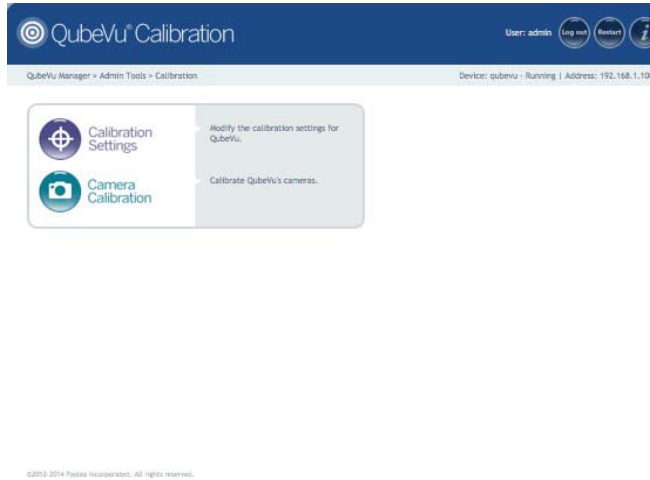 QubeVu® Calibration
User: admin Log out Restart i
QubeVu Manager > Admin Tools > Calibration
Device: qubevu - Running | Address: 192.168.1.10
Calibration
Settings
Modify the calibration settings for
QubeVu.
Camera
Calibration
Calibrate QubeVu's cameras.
©2012-2014 Postea Incorporated. All rights reserved.